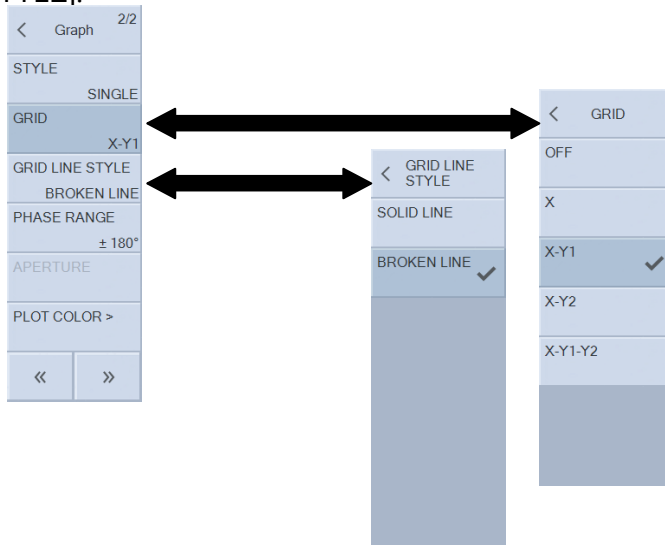 < Graph 2/2
STYLE
SINGLE
GRID
X-Y1
GRID LINE STYLE
BROKEN LINE
PHASE RANGE
± 180°
APERTURE
PLOT COLOR >
« »
< GRID LINE
STYLE
SOLID LINE
BROKEN LINE ✓
< GRID
OFF
X
X-Y1 ✓
X-Y2
X-Y1-Y2